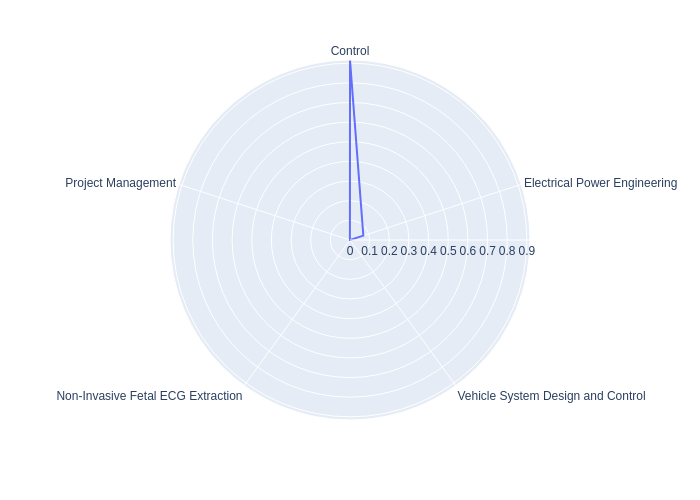 Control
Project Management
Electrical Power Engineering
0 0.1 0.2 0.3 0.4 0.5 0.6 0.7 0.8 0.9
Non-Invasive Fetal ECG Extraction
Vehicle System Design and Control